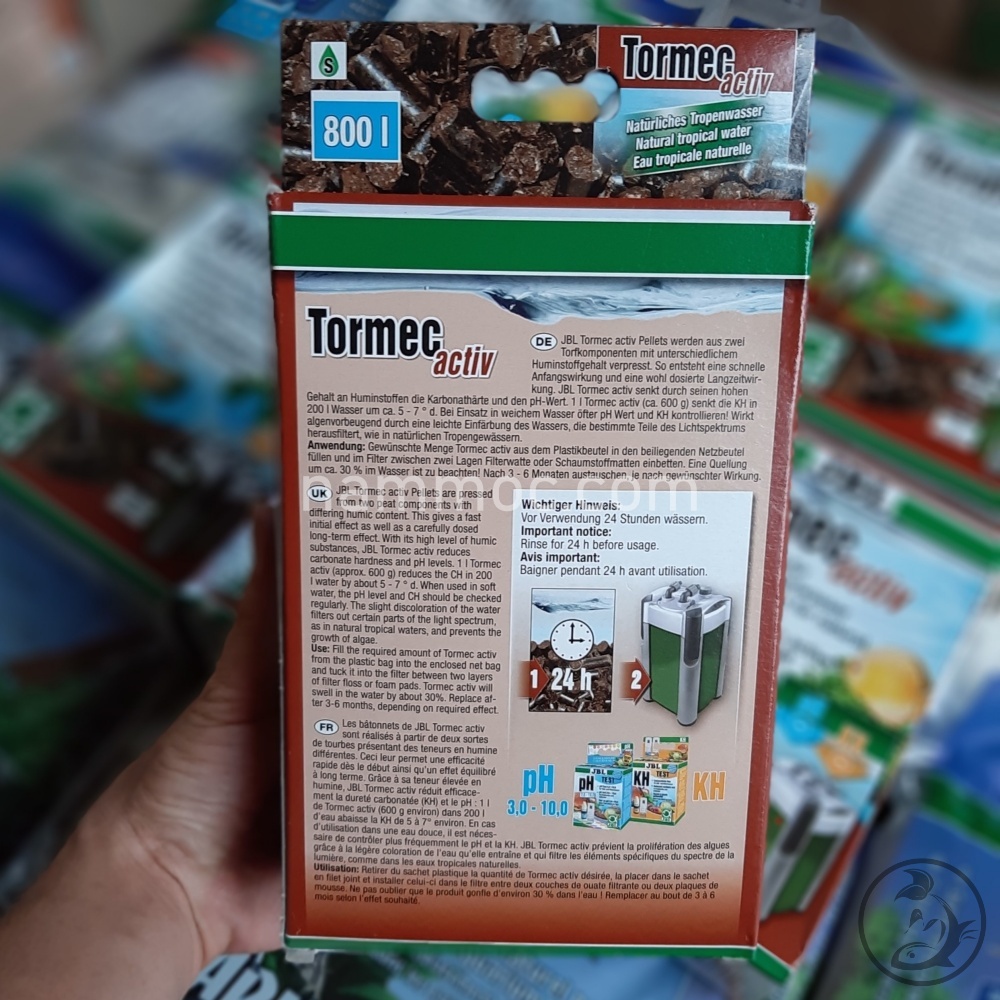 S
800 l
Tormec
activ
Natürliches Tropenwasser
Natural tropical water
Eau tropicale naturelle
Tormec
activ
DE JBL Tormec activ Pellets werden aus zwei
Torfkomponenten mit unterschiedlichem
Huminstoffgehalt verpresst. So entsteht eine schnelle
Anfangswirkung und eine wohl dosierte Langzeitwir-
kung. JBL Tormec activ senkt durch seinen hohen
Gehalt an Huminstoffen die Karbonathärte und den pH-Wert. 1 l Tormec activ (ca. 600 g) senkt die KH in
200 l Wasser um ca. 5 - 7 ° d. Bei Einsatz in weichem Wasser öfter pH Wert und KH kontrollieren! Wirkt
algenvorbeugend durch eine leichte Einfärbung des Wassers, die bestimmte Teile des Lichtspektrums
herausfiltert, wie in natürlichen Tropengewässern.
Anwendung: Gewünschte Menge Tormec activ aus dem Plastikbeutel in den beiliegenden Netzbeutel
füllen und im Filter zwischen zwei Lagen Filterwatte oder Schaumstoffmatten einbetten. Eine Quellung
um ca. 30 % im Wasser ist zu beachten! Nach 3 - 6 Monaten austauschen, je nach gewünschter Wirkung.
UK JBL Tormec activ Pellets are pressed
from two peat components with
differing humic content. This gives a fast
initial effect as well as a carefully dosed
long-term effect. With its high level of humic
substances, JBL Tormec activ reduces
carbonate hardness and pH levels. 1 l Tormec
activ (approx. 600 g) reduces the CH in 200
l water by about 5 - 7 ° d. When used in soft
water, the pH level and CH should be checked
regularly. The slight discoloration of the water
filters out certain parts of the light spectrum,
as in natural tropical waters, and prevents the
growth of algae.
Use: Fill the required amount of Tormec activ
from the plastic bag into the enclosed net bag
and tuck it into the filter between two layers
of filter floss or foam pads. Tormec activ will
swell in the water by about 30%. Replace af-
ter 3-6 months, depending on required effect.
Wichtiger Hinweis:
Vor Verwendung 24 Stunden wässern.
Important notice:
Rinse for 24 h before usage.
Avis important:
Baigner pendant 24 h avant utilisation.
1 24 h
2
pH
3,0 - 10,0
JBL
TEST
pH
JBL
TEST
KH
KH
FR Les bâtonnets de JBL Tormec activ
sont réalisés à partir de deux sortes
de tourbes présentant des teneurs en humine
différentes. Ceci leur permet une efficacité
rapide dès le début ainsi qu'un effet équilibré
à long terme. Grâce à sa teneur élevée en
humine, JBL Tormec activ réduit efficace-
ment la dureté carbonatée (KH) et le pH : 1 l
de Tormec activ (600 g environ) dans 200 l
d'eau abaisse la KH de 5 à 7° environ. En cas
d'utilisation dans une eau douce, il est néces-
saire de contrôler plus fréquemment le pH et la KH. JBL Tormec activ prévient la prolifération des algues
grâce à la légère coloration de l'eau qu'elle entraîne et qui filtre les éléments spécifiques du spectre de la
lumière, comme dans les eaux tropicales naturelles.
Utilisation: Retirer du sachet plastique la quantité de Tormec activ désirée, la placer dans le sachet
en filet joint et installer celui-ci dans le filtre entre deux couches de ouate filtrante ou deux plaques de
mousse. Ne pas oublier que le produit gonfle d'environ 30 % dans l'eau ! Remplacer au bout de 3 à 6
mois selon l'effet souhaité.